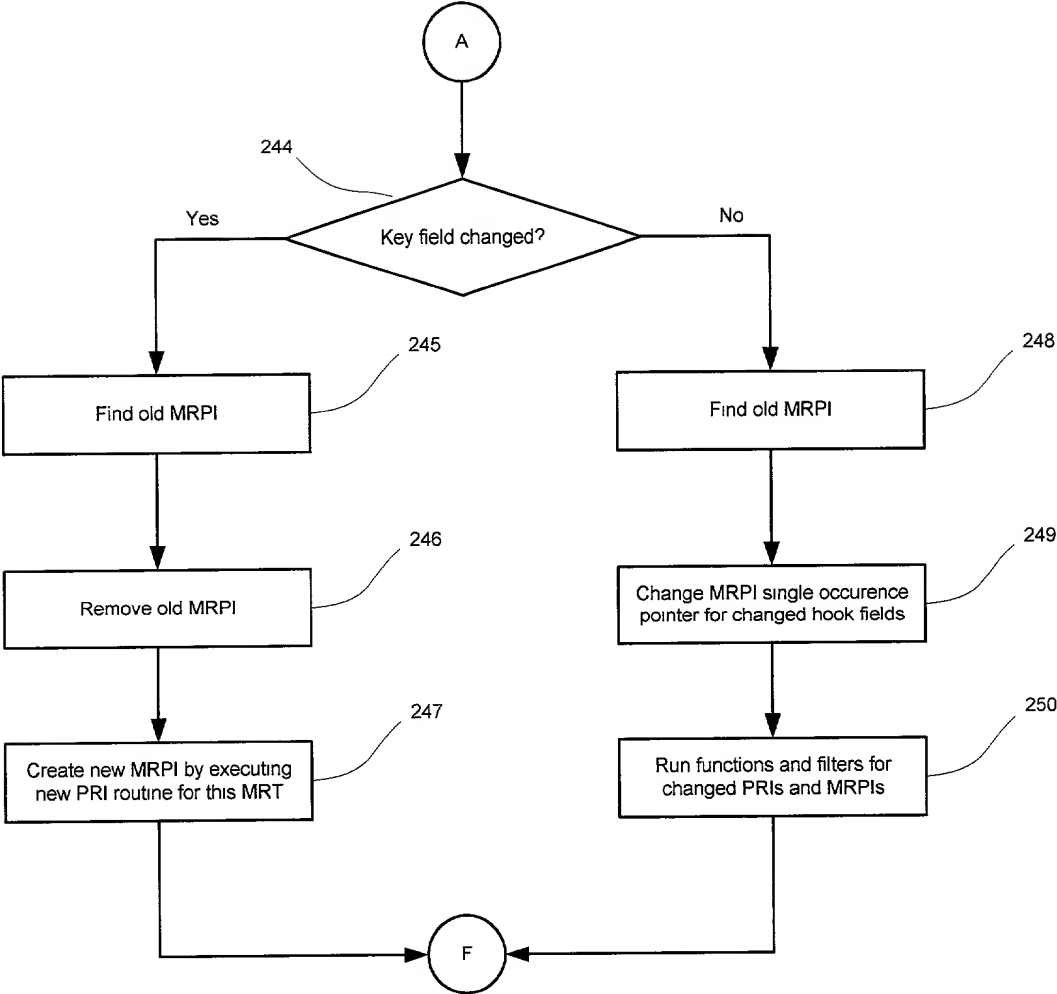 A
244
Yes
No
Key field changed?
245
248
Find old MRPI
Find old MRPI
246
249
Remove old MRPI
Change MRPI single occurence
pointer for changed hook fields
247
250
Create new MRPI by executing
new PRI routine for this MRT
Run functions and filters for
changed PRIs and MRPIs
F